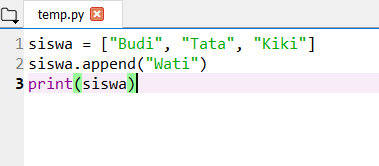 temp.py
1 siswa = ["Budi", "Tata", "Kiki"]
2 siswa.append("Wati")
3 print(siswa)